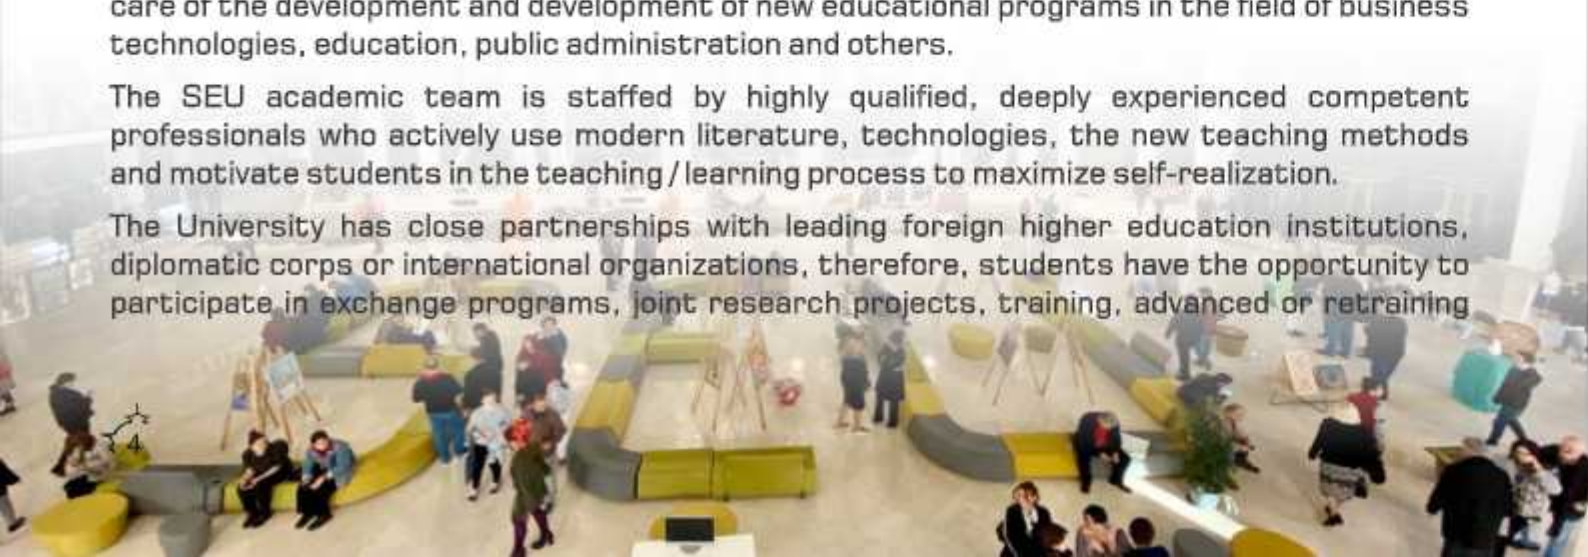 care of the development and development of new educational programs in the field of business
technologies, education, public administration and others.
The SEU academic team is staffed by highly qualified, deeply experienced competent
professionals who actively use modern literature, technologies, the new teaching methods
and motivate students in the teaching/learning process to maximize self-realization.
The University has close partnerships with leading foreign higher education institutions,
diplomatic corps or international organizations, therefore, students have the opportunity to
participate in exchange programs, joint research projects, training, advanced or retraining
4